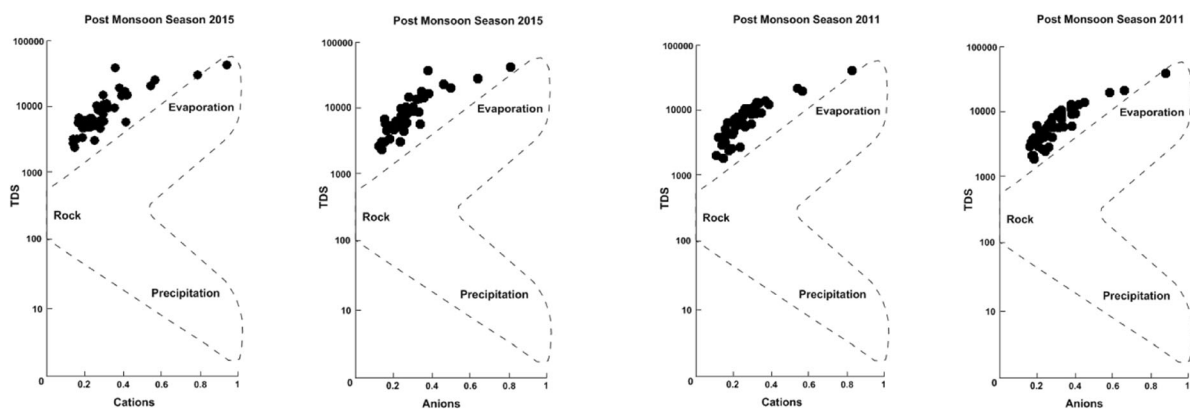 Post Monsoon Season 2015
100000
10000
1000
100
10
0
TDS
Evaporation
Rock
Precipitation
0.2
0.4
0.6
0.8
1
Cations
Post Monsoon Season 2015
100000
10000
1000
100
10
0
TDS
Evaporation
Rock
Precipitation
0.2
0.4
0.6
0.8
1
Anions
Post Monsoon Season 2011
100000
10000
1000
100
10
0
TDS
Evaporation
Rock
Precipitation
0.2
0.4
0.6
0.8
1
Cations
Post Monsoon Season 2011
100000
10000
1000
100
10
0
TDS
Evaporation
Rock
Precipitation
0.2
0.4
0.6
0.8
1
Anions